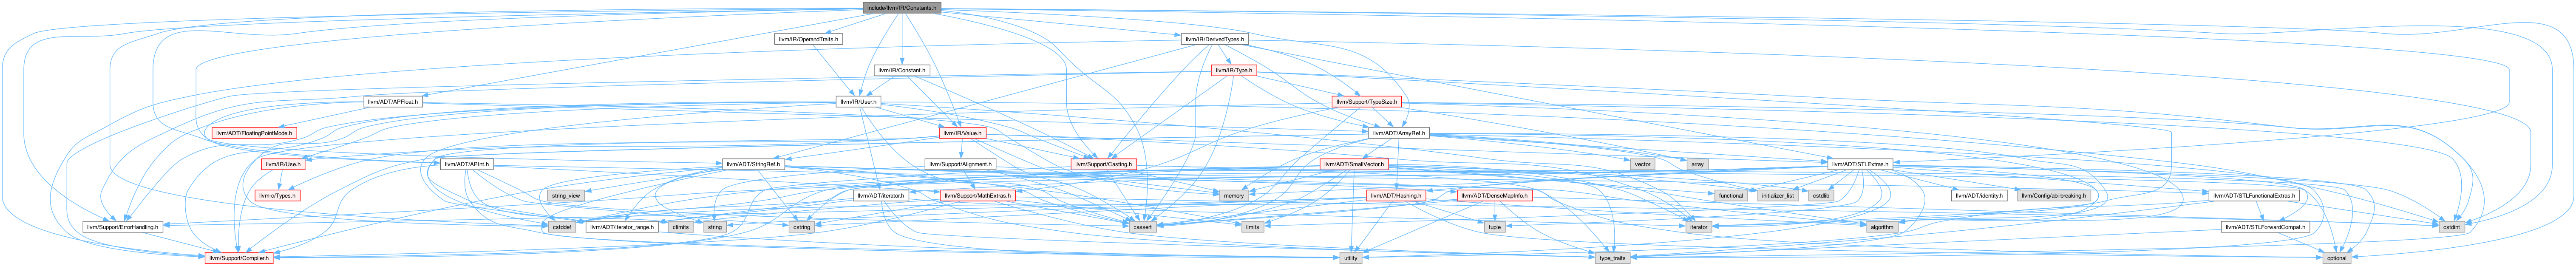 include/llvm/IR/Constants.h
llvm/IR/OperandTraits.h
llvm/IR/DerivedTypes.h
llvm/IR/Constant.h
llvm/IR/Type.h
llvm/ADT/APFloat.h
llvm/IR/User.h
llvm/Support/TypeSize.h
llvm/ADT/FloatingPointMode.h
llvm/IR/Value.h
llvm/ADT/ArrayRef.h
llvm/IR/Use.h
llvm/ADT/APInt.h
llvm/ADT/StringRef.h
llvm/Support/Alignment.h
llvm/Support/Casting.h
llvm/ADT/SmallVector.h
vector
array
llvm/ADT/STLExtras.h
llvm-c/Types.h
string_view
llvm/ADT/iterator.h
llvm/Support/MathExtras.h
memory
llvm/ADT/Hashing.h
llvm/ADT/DenseMapInfo.h
functional
initializer_list
cstdlib
llvm/ADT/identity.h
llvm/Config/abi-breaking.h
llvm/ADT/STLFunctionalExtras.h
llvm/Support/ErrorHandling.h
cstddef
llvm/ADT/iterator_range.h
climits
string
cstring
cassert
limits
tuple
iterator
algorithm
llvm/ADT/STLForwardCompat.h
cstdint
llvm/Support/Compiler.h
utility
type_traits
optional